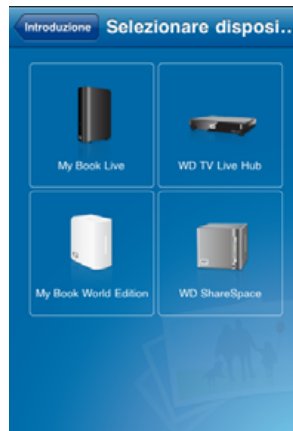 Introduzione
Selezionare disposi...
My Book Live
WD TV Live Hub
My Book World Edition
WD ShareSpace